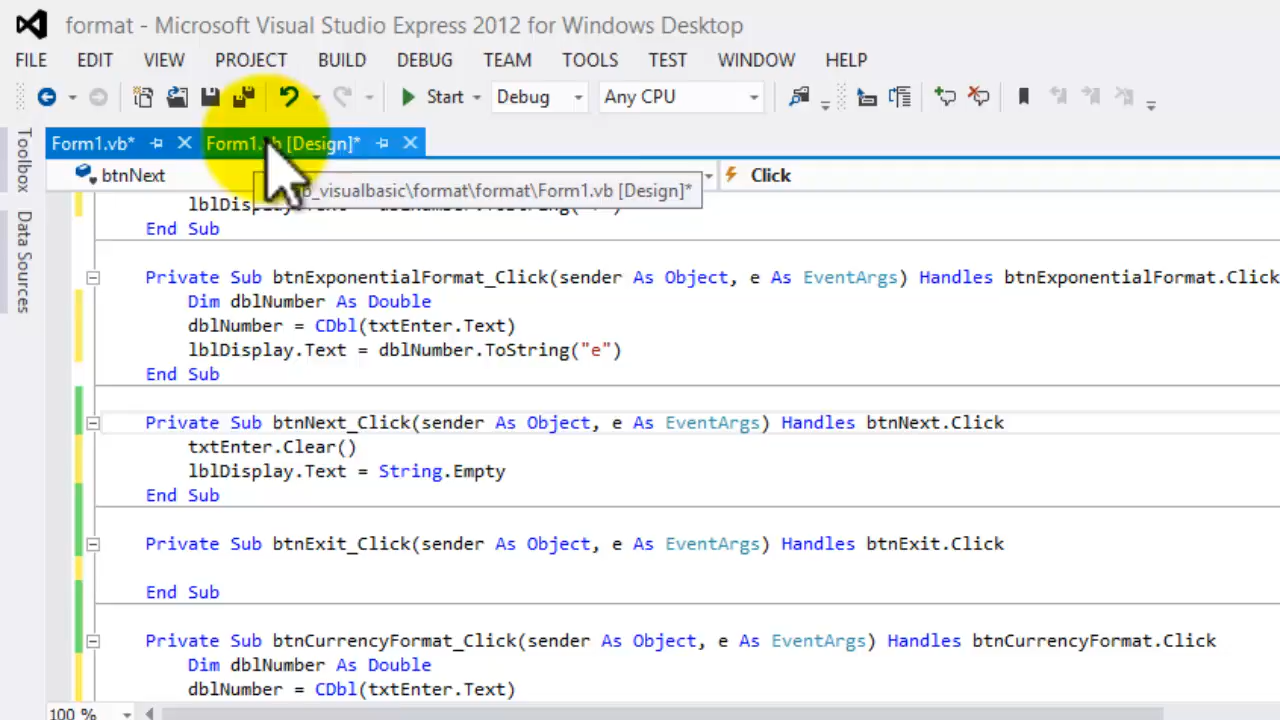 format - Microsoft Visual Studio Express 2012 for Windows Desktop
FILE EDIT VIEW PROJECT BUILD DEBUG TEAM TOOLS TEST WINDOW HELP
Start Debug Any CPU
Form1.vb* Form1.vb [Design]*
Toolbox
Data Sources
btnNext Click
_visualbasic\format\format\Form1.vb [Design]*
End Sub
Private Sub btnExponentialFormat_Click(sender As Object, e As EventArgs) Handles btnExponentialFormat.Click
Dim dblNumber As Double
dblNumber = CDbl(txtEnter.Text)
lblDisplay.Text = dblNumber.ToString("e")
End Sub
Private Sub btnNext_Click(sender As Object, e As EventArgs) Handles btnNext.Click
txtEnter.Clear()
lblDisplay.Text = String.Empty
End Sub
Private Sub btnExit_Click(sender As Object, e As EventArgs) Handles btnExit.Click
End Sub
Private Sub btnCurrencyFormat_Click(sender As Object, e As EventArgs) Handles btnCurrencyFormat.Click
Dim dblNumber As Double
dblNumber = CDbl(txtEnter.Text)
100 %